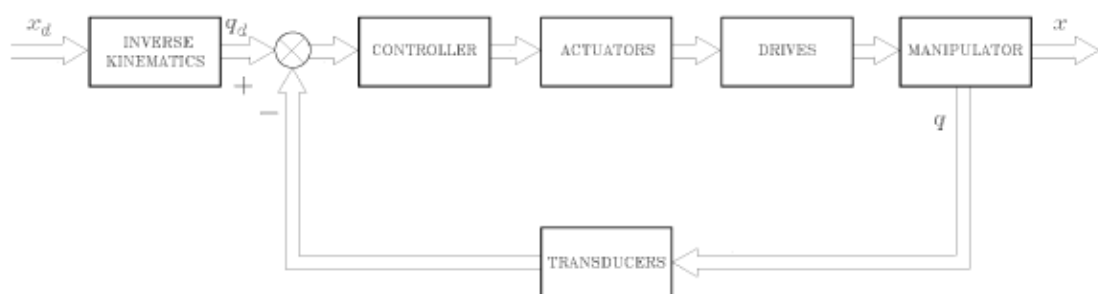 x_d
INVERSE
KINEMATICS
q_d
+
−
CONTROLLER
ACTUATORS
DRIVES
MANIPULATOR
x
q
TRANSDUCERS